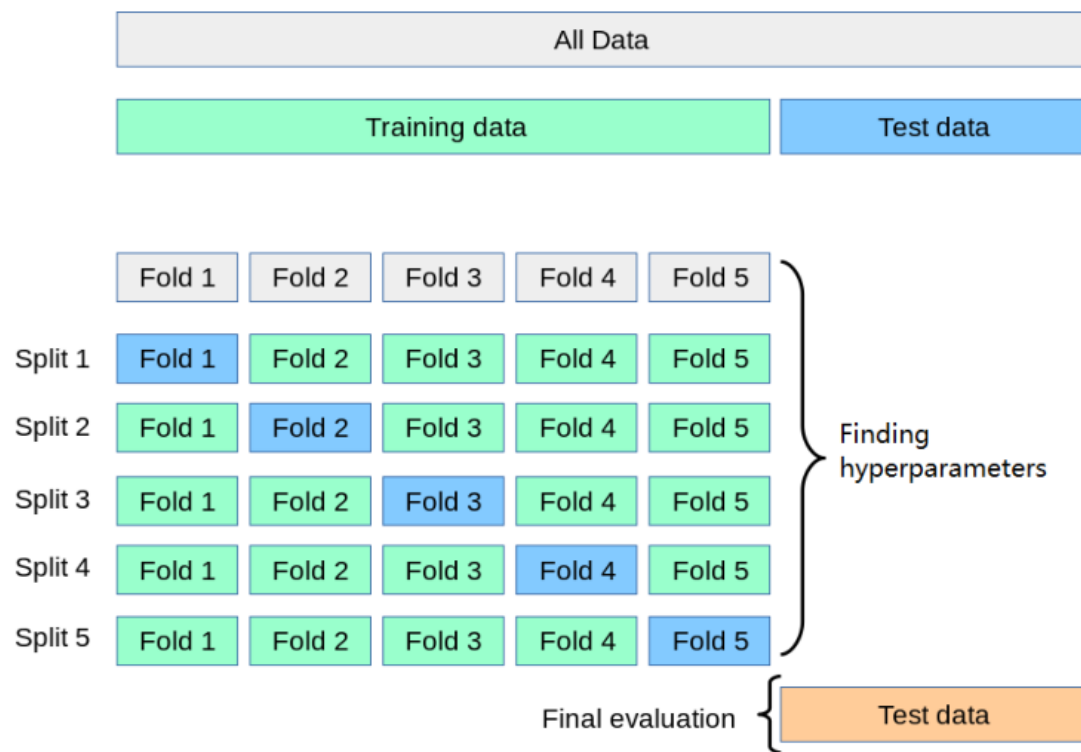 All Data
Training data Test data
Fold 1 Fold 2 Fold 3 Fold 4 Fold 5
Split 1 Fold 1 Fold 2 Fold 3 Fold 4 Fold 5
Split 2 Fold 1 Fold 2 Fold 3 Fold 4 Fold 5
Finding
hyperparameters
Split 3 Fold 1 Fold 2 Fold 3 Fold 4 Fold 5
Split 4 Fold 1 Fold 2 Fold 3 Fold 4 Fold 5
Split 5 Fold 1 Fold 2 Fold 3 Fold 4 Fold 5
Final evaluation Test data